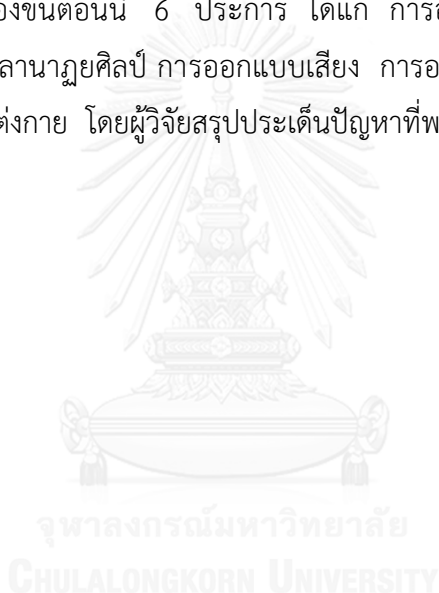 องขั้นตอนนี้ 6 ประการ ได้แก่ การส
ลานาฏยศิลป์ การออกแบบเสียง การอ
ต่งกาย โดยผู้วิจัยสรุปประเด็นปัญหาที่พ
จุฬาลงกรณ์มหาวิทยาลัย
CHULALONGKORN UNIVERSITY